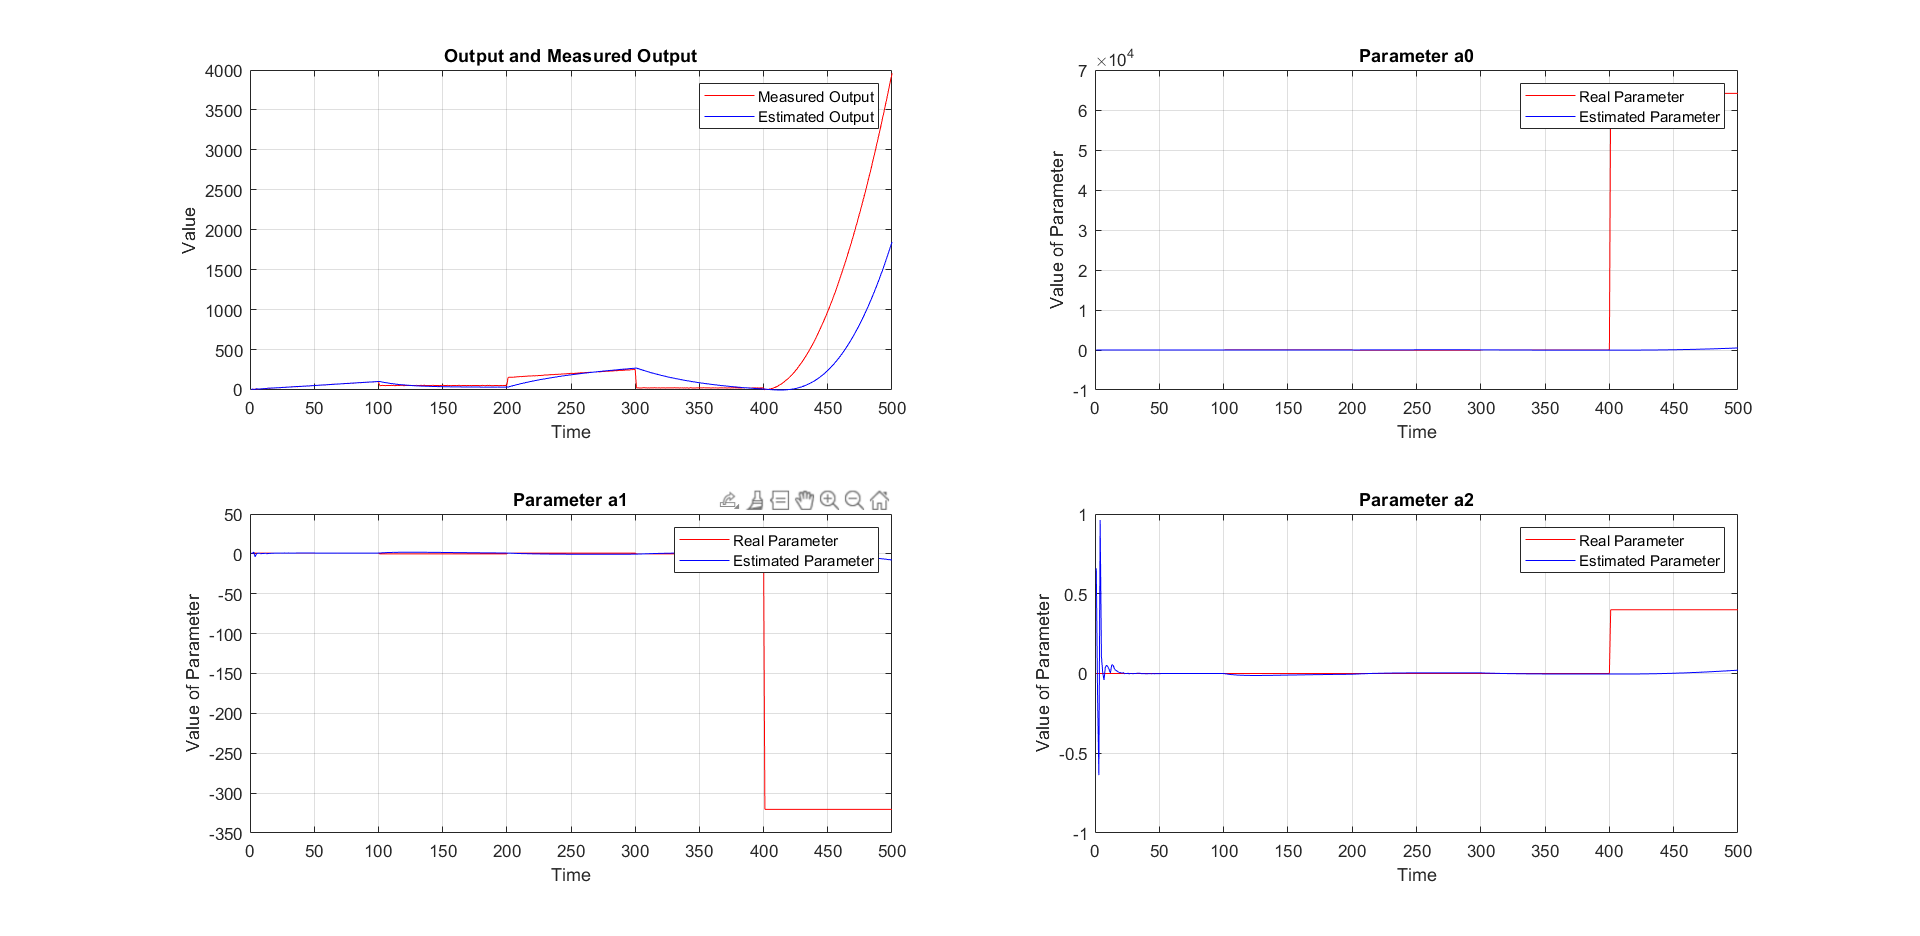 Output and Measured Output
4000
3500
3000
2500
2000
1500
1000
500
0
Value
Measured Output
Estimated Output
0 50 100 150 200 250 300 350 400 450 500
Time
Parameter a0
×10^4
7
6
5
4
3
2
1
0
-1
Value of Parameter
Real Parameter
Estimated Parameter
0 50 100 150 200 250 300 350 400 450 500
Time
Parameter a1
50
0
-50
-100
-150
-200
-250
-300
-350
Value of Parameter
Real Parameter
Estimated Parameter
0 50 100 150 200 250 300 350 400 450 500
Time
Parameter a2
1
0.5
0
-0.5
-1
Value of Parameter
Real Parameter
Estimated Parameter
0 50 100 150 200 250 300 350 400 450 500
Time